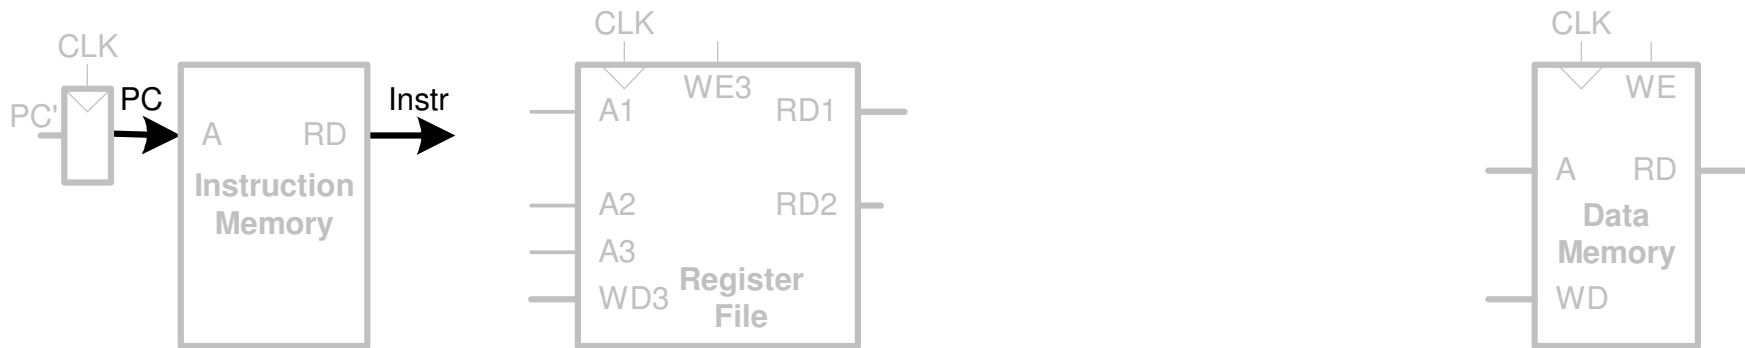 CLK
PC'
PC
A
RD
Instruction
Memory
Instr
CLK
WE3
A1
RD1
A2
RD2
A3
WD3
Register
File
CLK
WE
A
RD
Data
Memory
WD